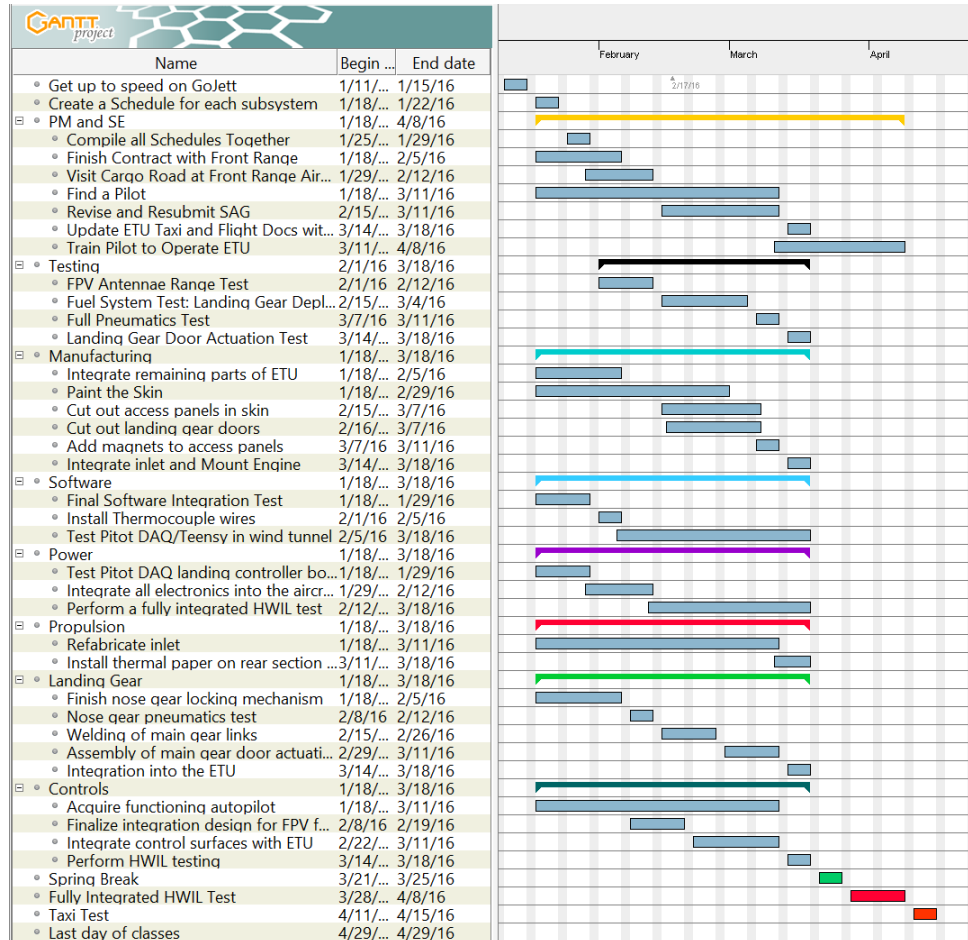 GANTT
project
Name Begin ... End date
February March April
2/17/16
Get up to speed on GoJett 1/11/... 1/15/16
Create a Schedule for each subsystem 1/18/... 1/22/16
PM and SE 1/18/... 4/8/16
Compile all Schedules Together 1/25/... 1/29/16
Finish Contract with Front Range 1/18/... 2/5/16
Visit Cargo Road at Front Range Air... 1/29/... 2/12/16
Find a Pilot 1/18/... 3/11/16
Revise and Resubmit SAG 2/15/... 3/11/16
Update ETU Taxi and Flight Docs wit... 3/14/... 3/18/16
Train Pilot to Operate ETU 3/11/... 4/8/16
Testing 2/1/16 3/18/16
FPV Antennae Range Test 2/1/16 2/12/16
Fuel System Test: Landing Gear Depl... 2/15/... 3/4/16
Full Pneumatics Test 3/7/16 3/11/16
Landing Gear Door Actuation Test 3/14/... 3/18/16
Manufacturing 1/18/... 3/18/16
Integrate remaining parts of ETU 1/18/... 2/5/16
Paint the Skin 1/18/... 2/29/16
Cut out access panels in skin 2/15/... 3/7/16
Cut out landing gear doors 2/16/... 3/7/16
Add magnets to access panels 3/7/16 3/11/16
Integrate inlet and Mount Engine 3/14/... 3/18/16
Software 1/18/... 3/18/16
Final Software Integration Test 1/18/... 1/29/16
Install Thermocouple wires 2/1/16 2/5/16
Test Pitot DAQ/Teensy in wind tunnel 2/5/16 3/18/16
Power 1/18/... 3/18/16
Test Pitot DAQ landing controller bo... 1/18/... 1/29/16
Integrate all electronics into the aircr... 1/29/... 2/12/16
Perform a fully integrated HWIL test 2/12/... 3/18/16
Propulsion 1/18/... 3/18/16
Refabricate inlet 1/18/... 3/11/16
Install thermal paper on rear section ... 3/11/... 3/18/16
Landing Gear 1/18/... 3/18/16
Finish nose gear locking mechanism 1/18/... 2/5/16
Nose gear pneumatics test 2/8/16 2/12/16
Welding of main gear links 2/15/... 2/26/16
Assembly of main gear door actuati... 2/29/... 3/11/16
Integration into the ETU 3/14/... 3/18/16
Controls 1/18/... 3/18/16
Acquire functioning autopilot 1/18/... 3/11/16
Finalize integration design for FPV f... 2/8/16 2/19/16
Integrate control surfaces with ETU 2/22/... 3/11/16
Perform HWIL testing 3/14/... 3/18/16
Spring Break 3/21/... 3/25/16
Fully Integrated HWIL Test 3/28/... 4/8/16
Taxi Test 4/11/... 4/15/16
Last day of classes 4/29/... 4/29/16